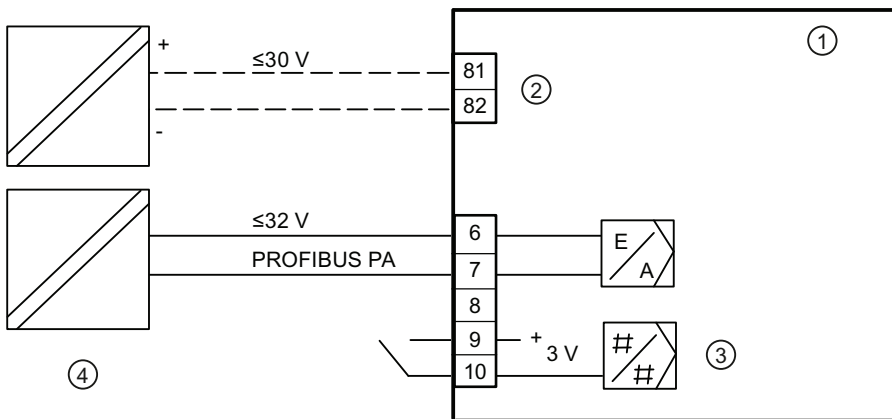 ①
+
≤30 V
81
②
82
-
≤32 V
6
E
A
PROFIBUS PA
7
8
9
+
3 V
#
#
③
10
④